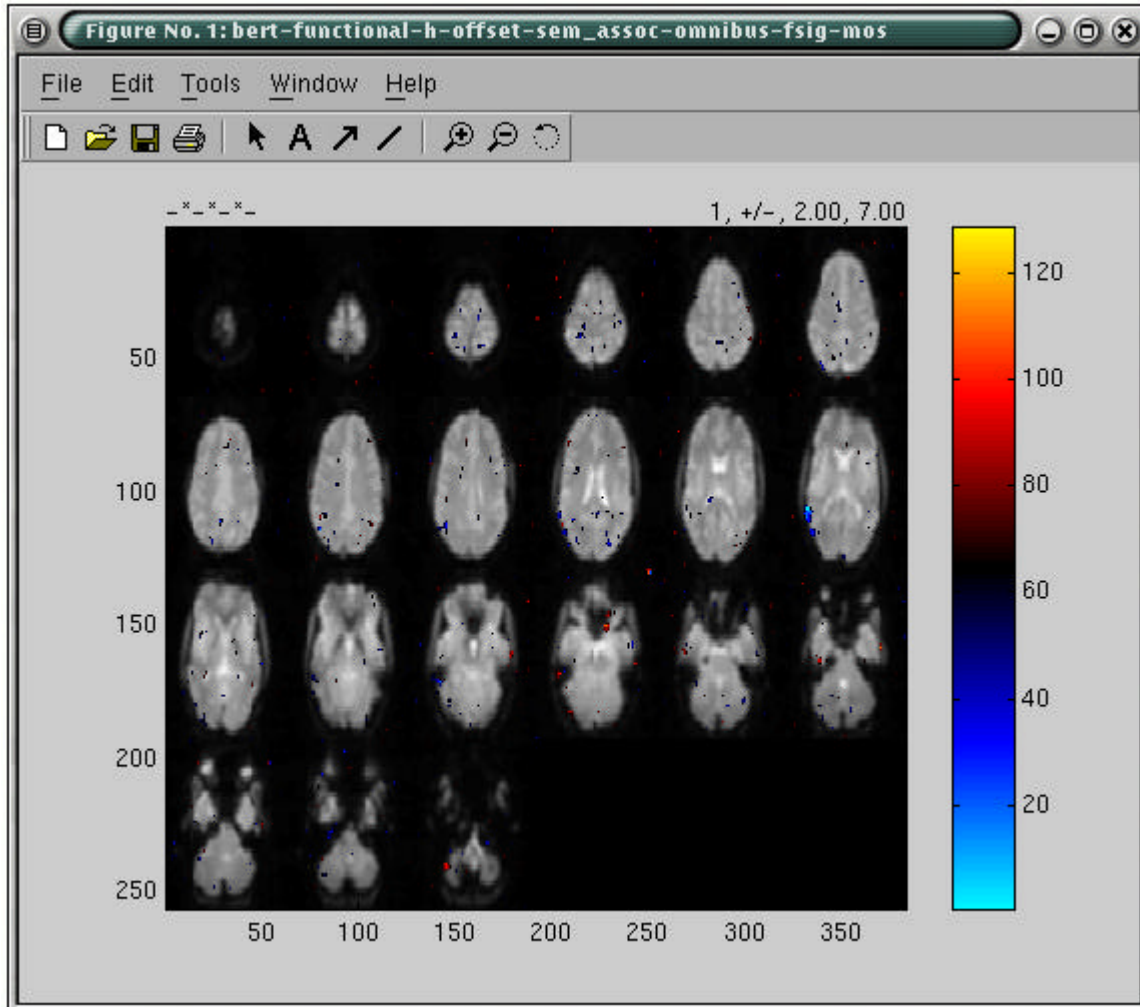 Figure No. 1: bert-functional-h-offset-sem_assoc-omnibus-fsig-mos
File Edit Tools Window Help
A
-*-*-*- 1, +/-, 2.00, 7.00
50
100
150
200
250
50 100 150 200 250 300 350
120
100
80
60
40
20